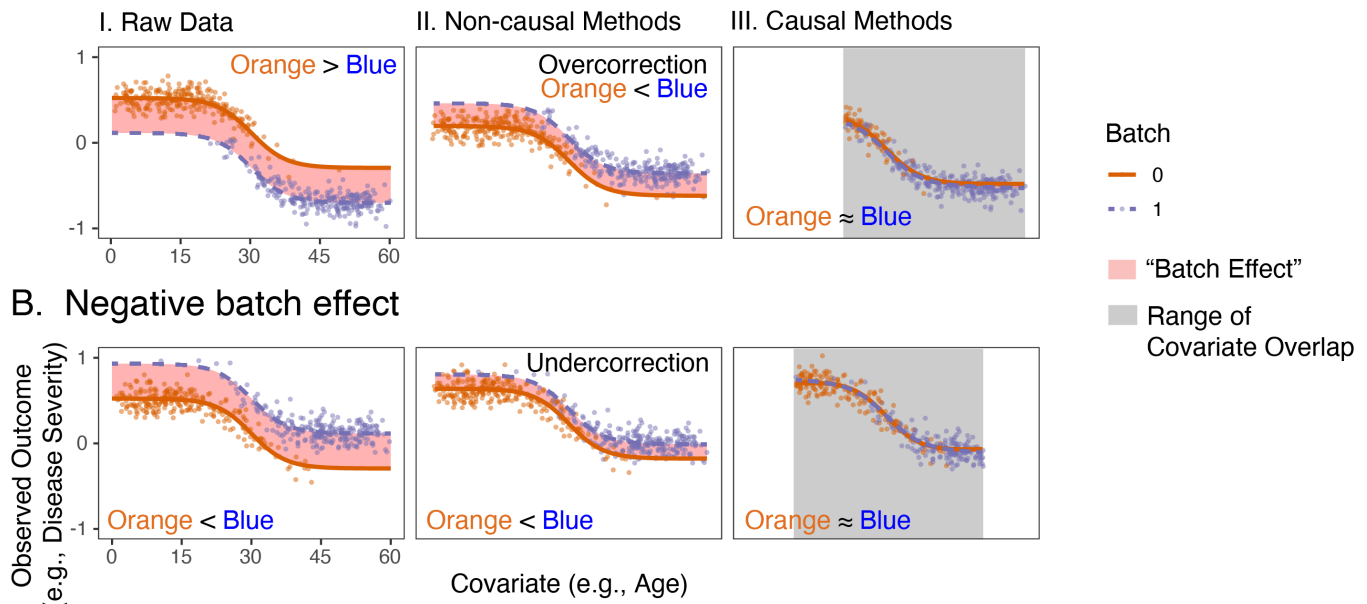 I. Raw Data
II. Non-causal Methods
III. Causal Methods
1
0
-1
Orange > Blue
Overcorrection
Orange < Blue
Orange ≈ Blue
0
15
30
45
60
Batch
0
1
“Batch Effect”
Range of
Covariate Overlap
B. Negative batch effect
Observed Outcome
(e.g., Disease Severity)
1
0
-1
Orange < Blue
Undercorrection
Orange < Blue
Orange ≈ Blue
0
15
30
45
60
Covariate (e.g., Age)